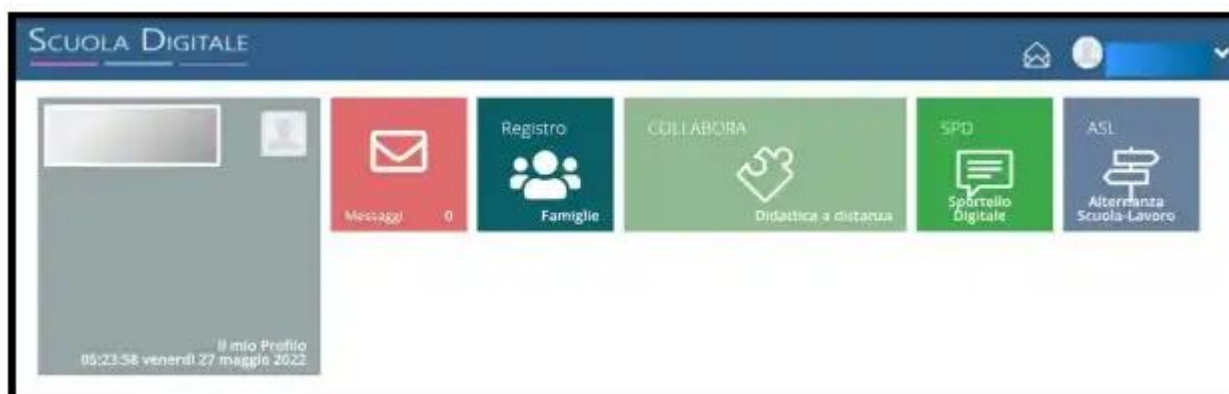 SCUOLA DIGITALE
Il mio Profilo
05:23:58 venerdì 27 maggio 2022
Messaggi 0
Registro
Famiglie
COLLABORA
Didattica a distanza
SPD
Sportello
Digitale
ASL
Alternanza
Scuola-Lavoro